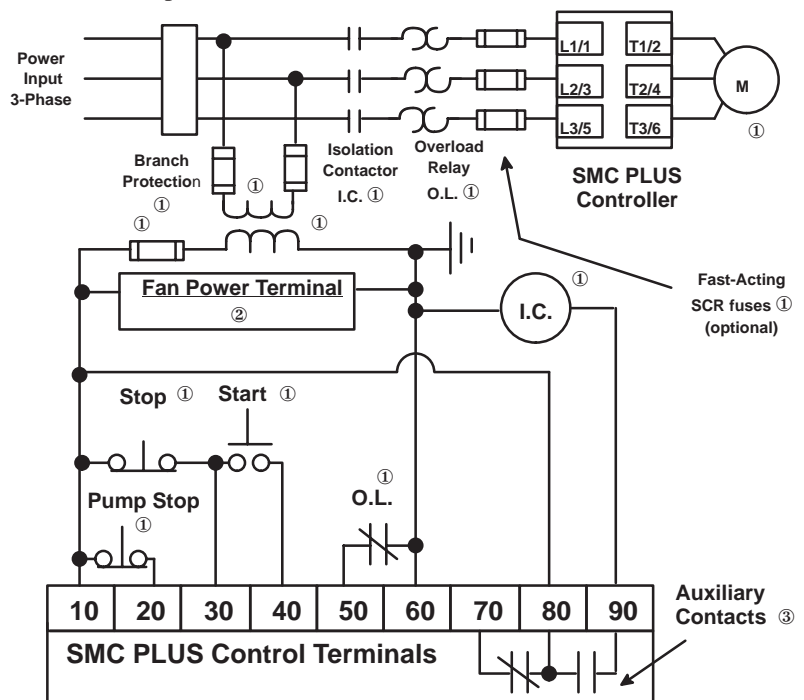 Power
Input
3-Phase
L1/1
T1/2
L2/3
T2/4
L3/5
T3/6
M
①
Branch
Protection
①
①
①
①
Isolation
Contactor
I.C. ①
Overload
Relay
O.L. ①
SMC PLUS
Controller
Fast-Acting
SCR fuses ①
(optional)
Fan Power Terminal
②
I.C.
①
Stop ①
Start ①
Pump Stop
①
①
O.L.
10 20 30 40 50 60 70 80 90
SMC PLUS Control Terminals
Auxiliary
Contacts ③